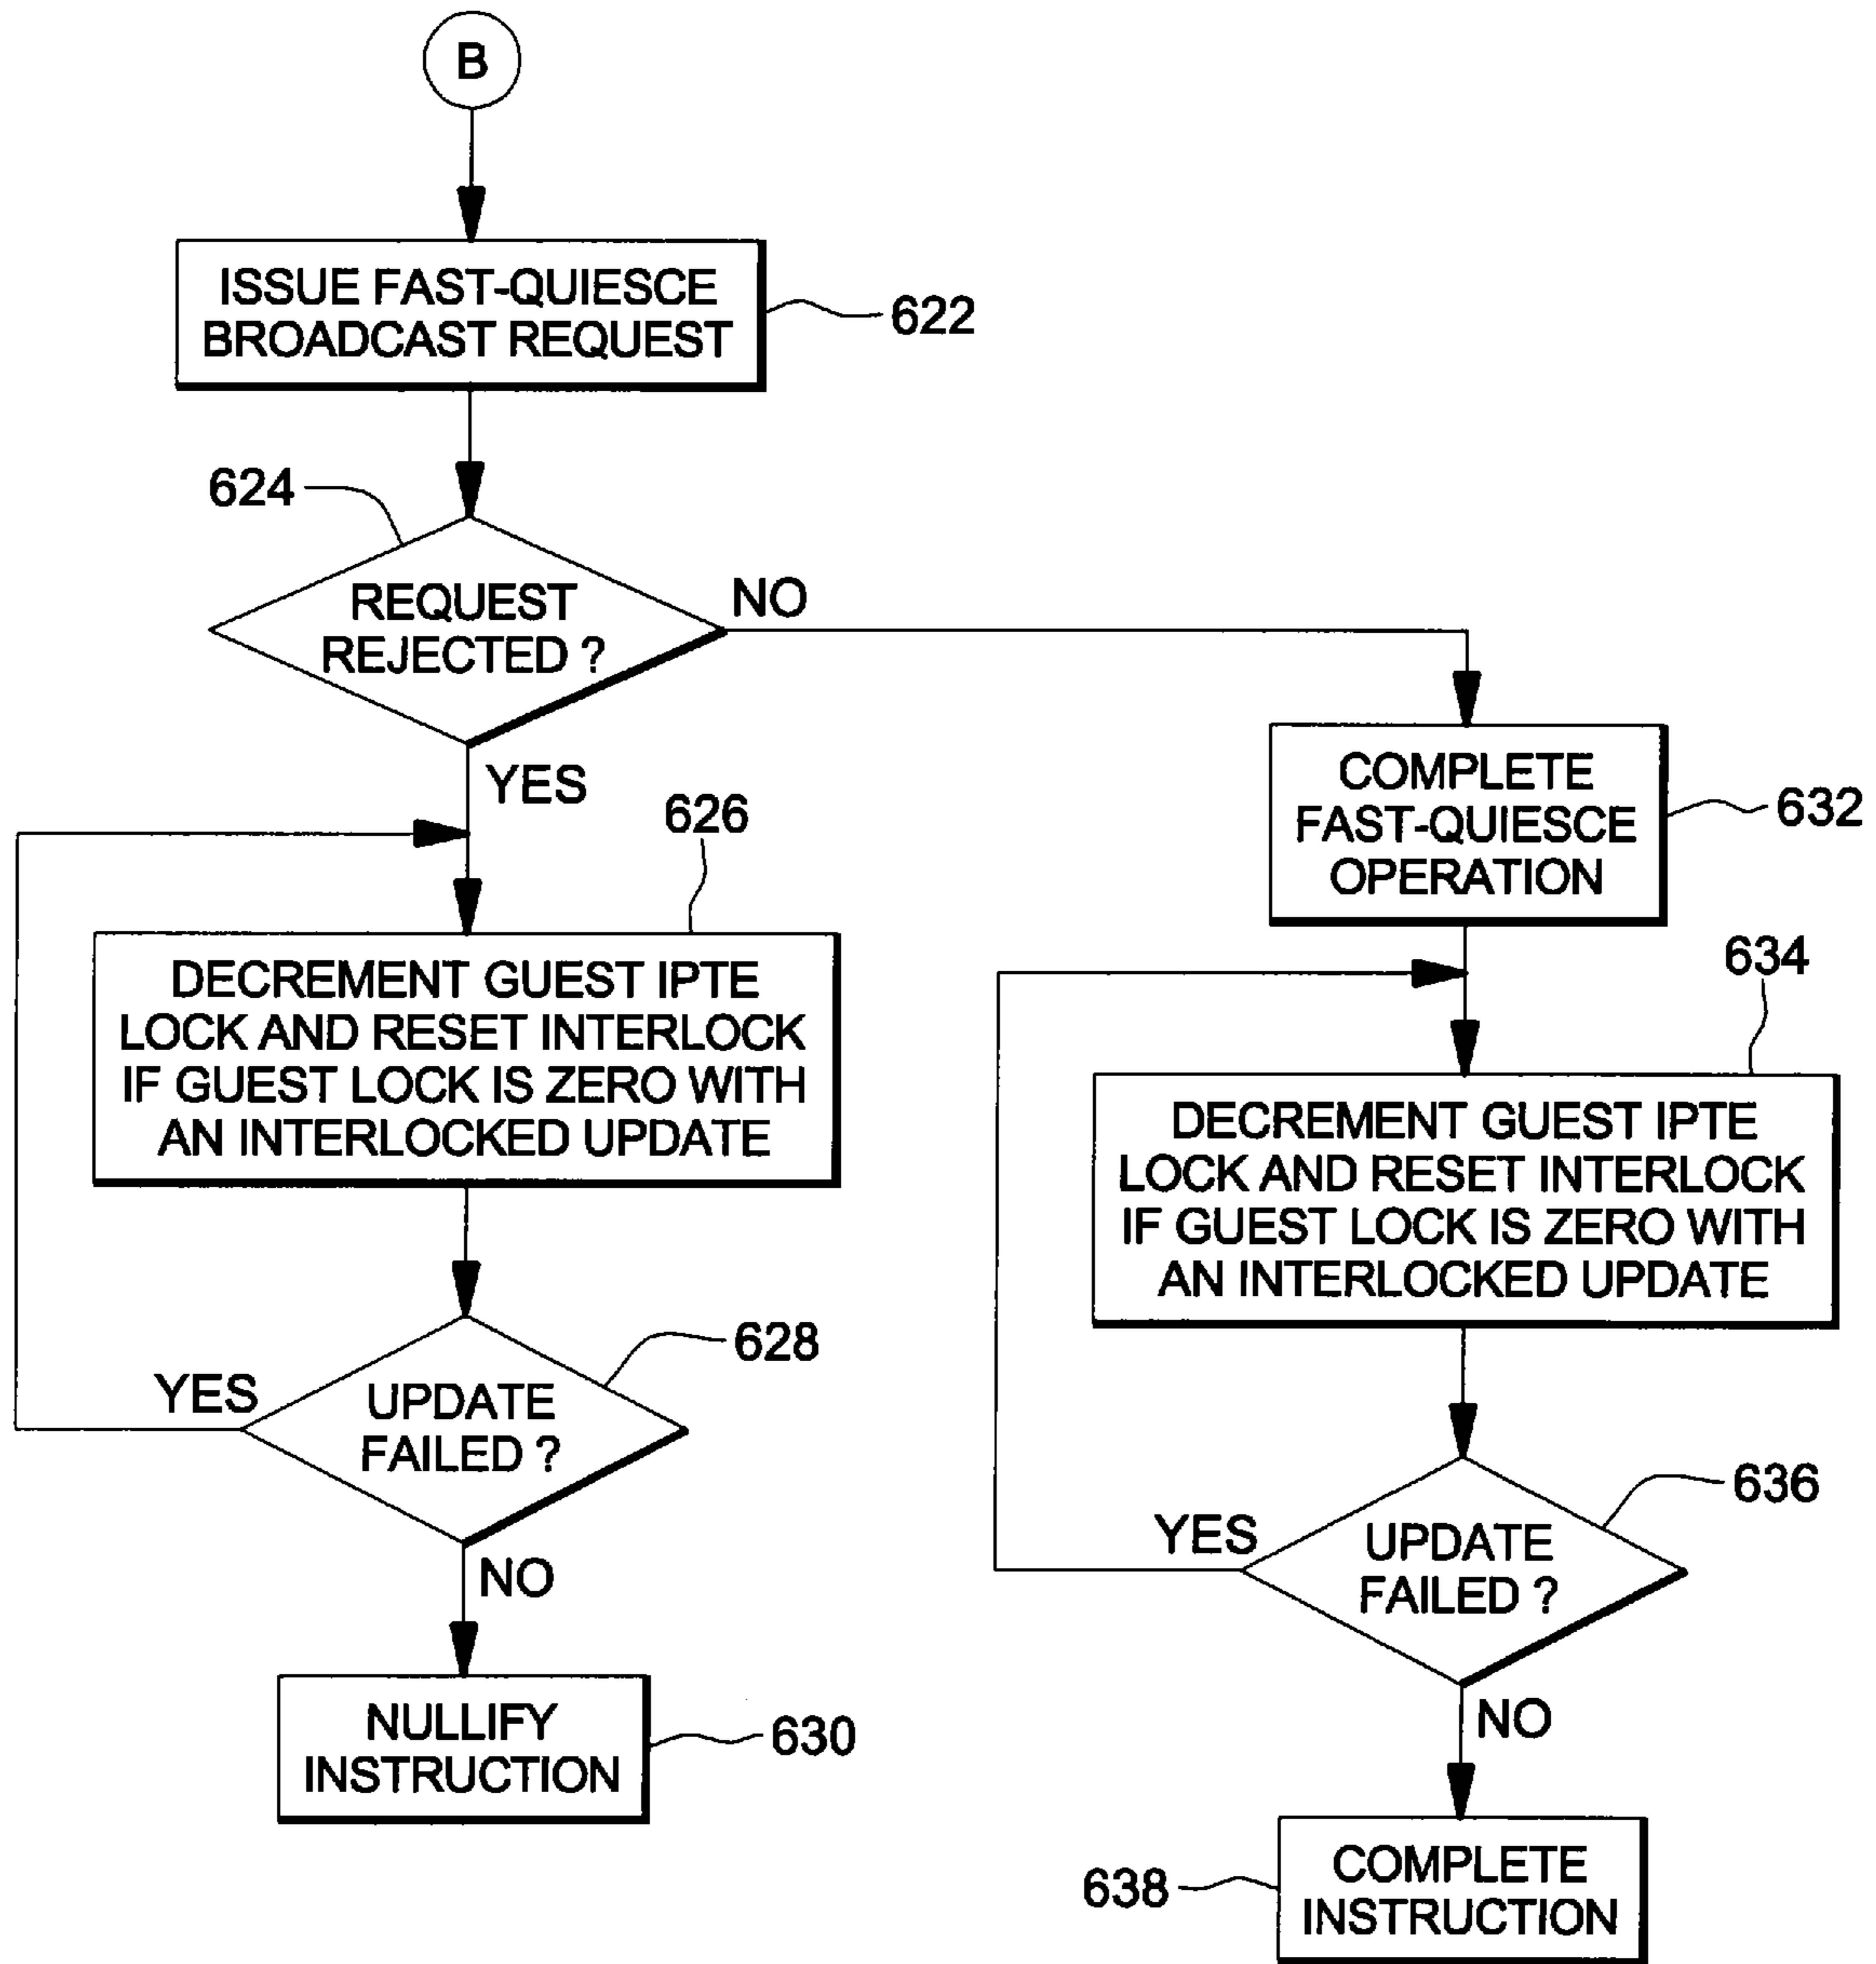 B
ISSUE FAST-QUIESCE
BROADCAST REQUEST
622
624
REQUEST
REJECTED ?
NO
YES
626
DECREMENT GUEST IPTE
LOCK AND RESET INTERLOCK
IF GUEST LOCK IS ZERO WITH
AN INTERLOCKED UPDATE
628
UPDATE
FAILED ?
YES
NO
NULLIFY
INSTRUCTION
630
COMPLETE
FAST-QUIESCE
OPERATION
632
634
DECREMENT GUEST IPTE
LOCK AND RESET INTERLOCK
IF GUEST LOCK IS ZERO WITH
AN INTERLOCKED UPDATE
636
UPDATE
FAILED ?
YES
NO
COMPLETE
INSTRUCTION
638